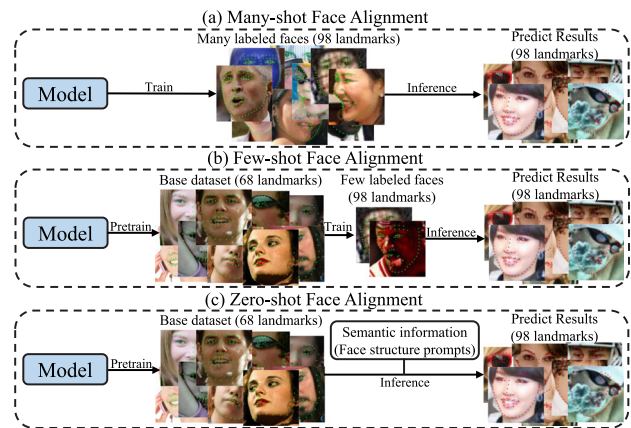 (a) Many-shot Face Alignment
Many labeled faces (98 landmarks)
Predict Results
(98 landmarks)
Model
Train
Inference
(b) Few-shot Face Alignment
Base dataset (68 landmarks)
Few labeled faces
(98 landmarks)
Predict Results
(98 landmarks)
Model
Pretrain
Train
Inference
(c) Zero-shot Face Alignment
Base dataset (68 landmarks)
Predict Results
(98 landmarks)
Semantic information
(Face structure prompts)
Model
Pretrain
Inference